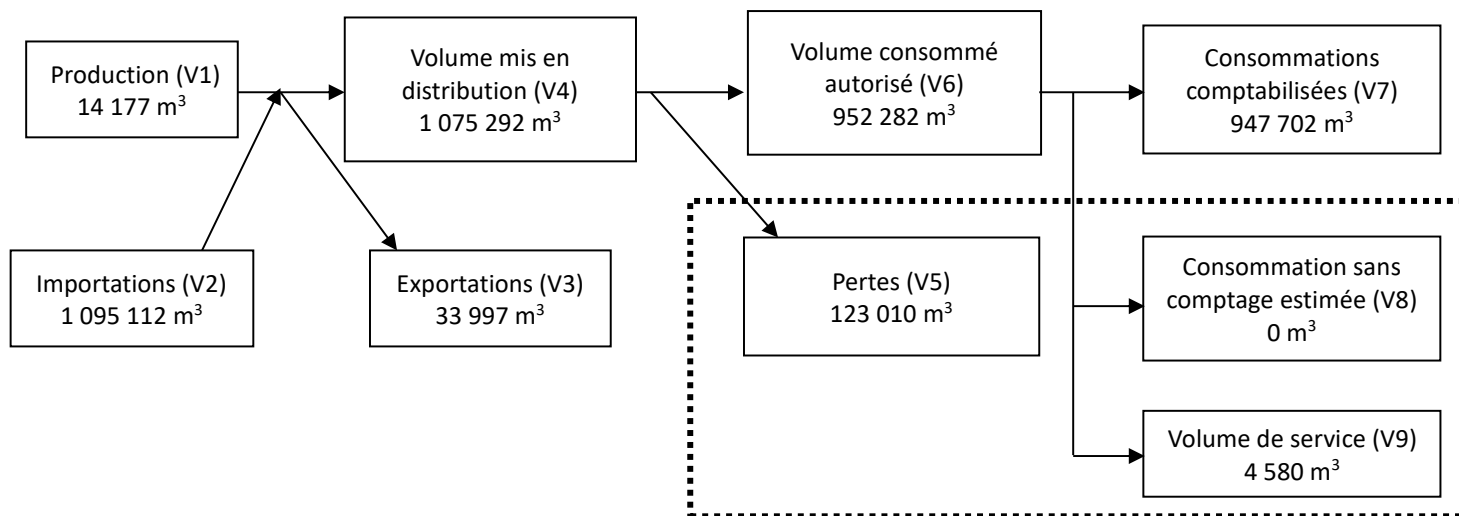 Production (V1)
14 177 m³
Volume mis en
distribution (V4)
1 075 292 m³
Volume consommé
autorisé (V6)
952 282 m³
Consommations
comptabilisées (V7)
947 702 m³
Importations (V2)
1 095 112 m³
Exportations (V3)
33 997 m³
Pertes (V5)
123 010 m³
Consommation sans
comptage estimée (V8)
0 m³
Volume de service (V9)
4 580 m³